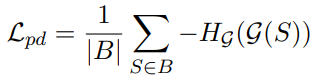 $\mathcal{L}_{pd} = \frac{1}{|B|} \sum_{S \in B} -H_{\mathcal{G}}(\mathcal{G}(S))$